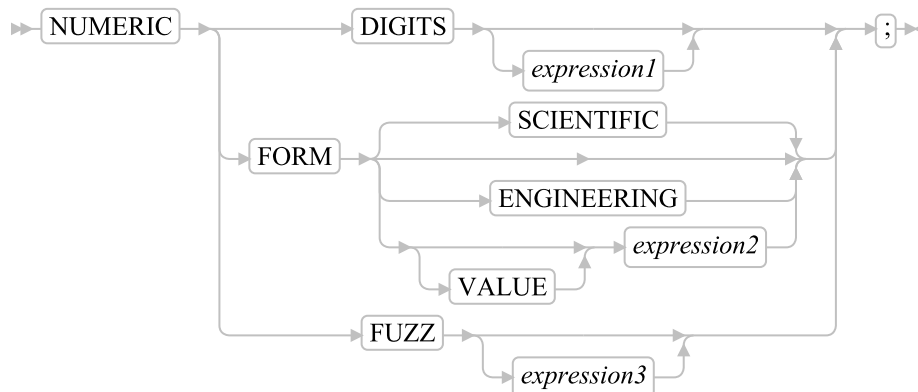 NUMERIC DIGITS ;
expression1
SCIENTIFIC
FORM
ENGINEERING
expression2
VALUE
FUZZ
expression3